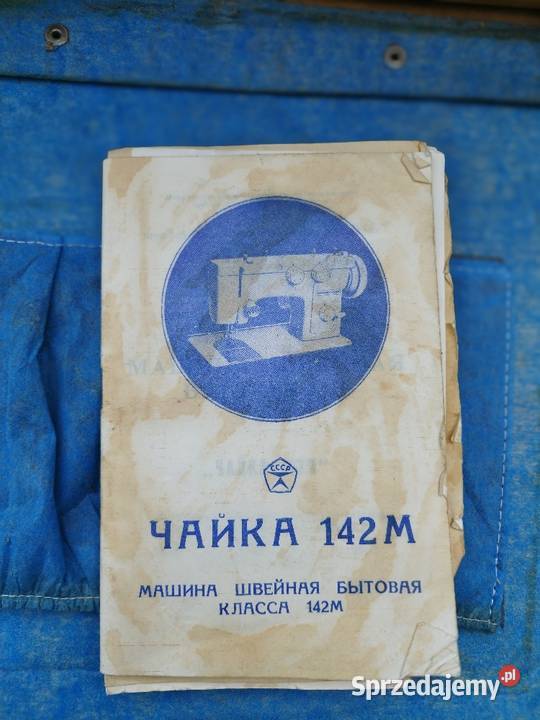 СССР
ЧАЙКА 142М
МАШИНА ШВЕЙНАЯ БЫТОВАЯ
КЛАССА 142М
Sprzedajemy.pl